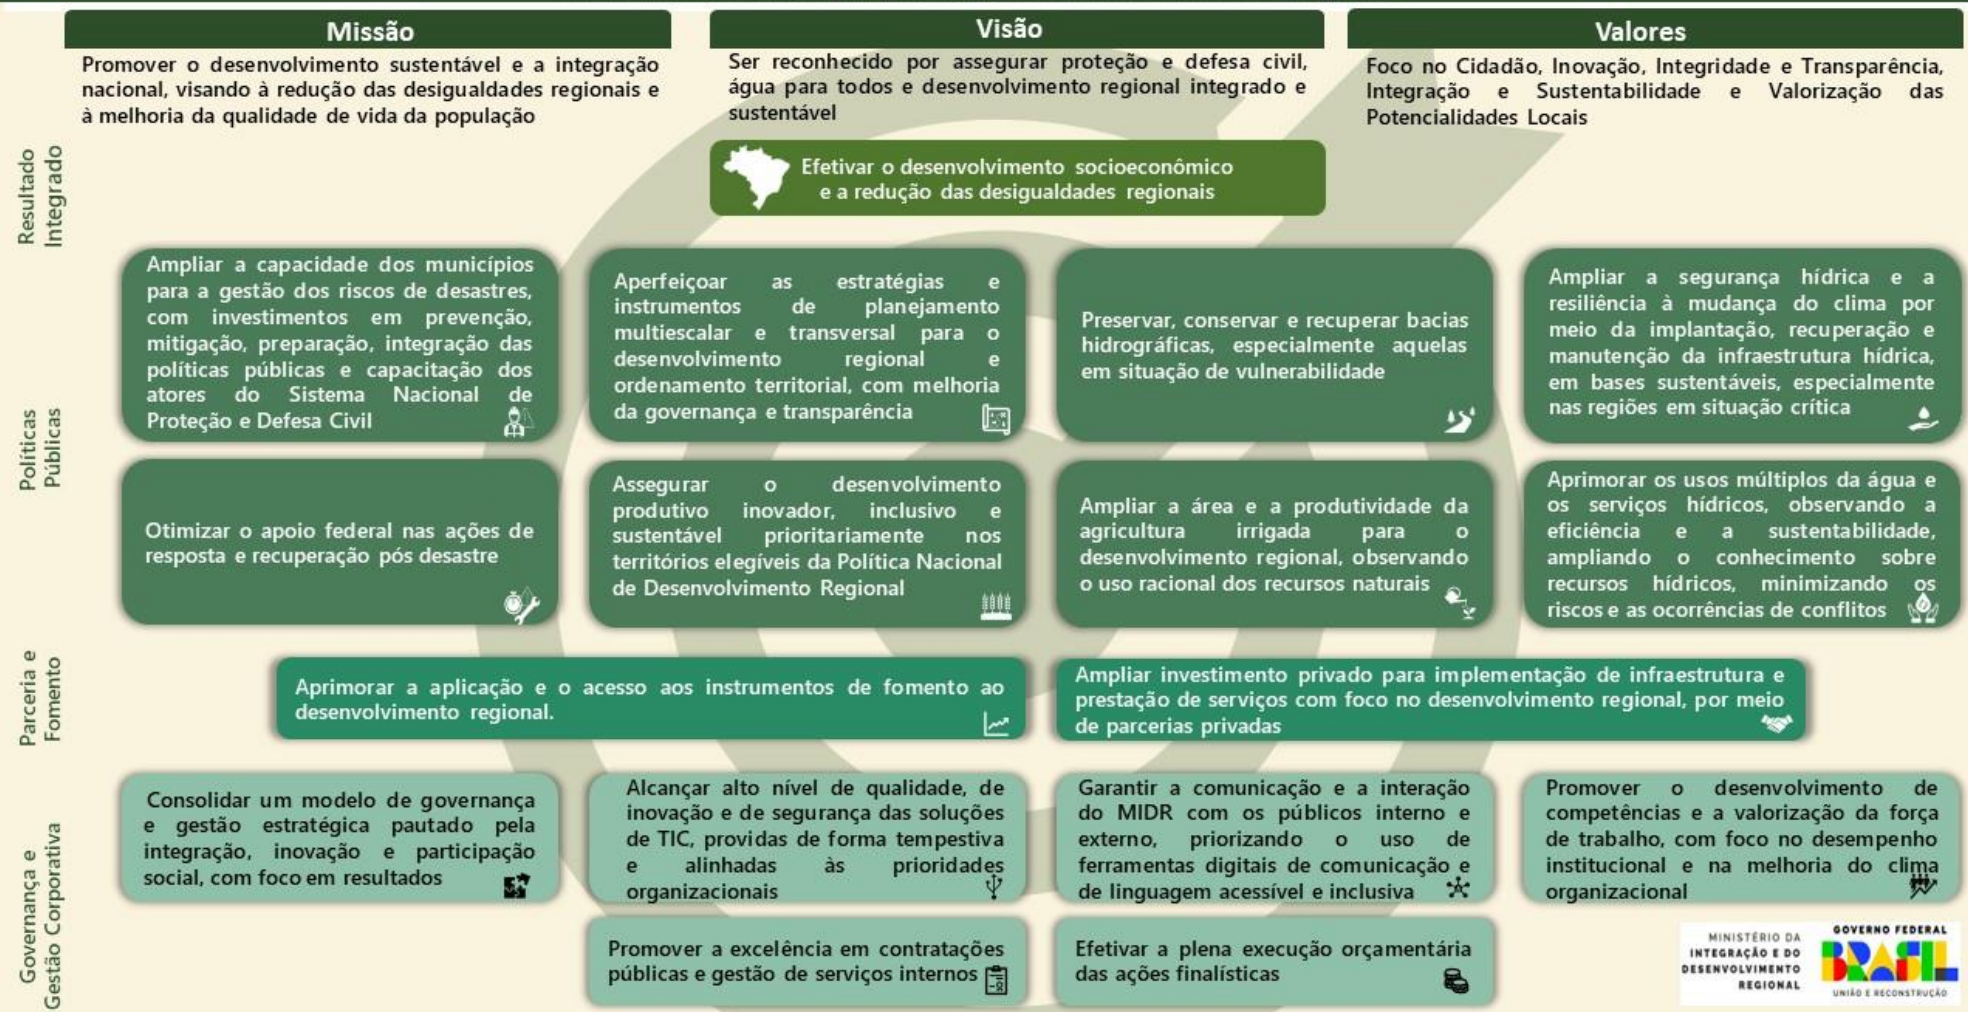 Missão
Promover o desenvolvimento sustentável e a integração
nacional, visando à redução das desigualdades regionais e
à melhoria da qualidade de vida da população
Visão
Ser reconhecido por assegurar proteção e defesa civil,
água para todos e desenvolvimento regional integrado e
sustentável
Valores
Foco no Cidadão, Inovação, Integridade e Transparência,
Integração e Sustentabilidade e Valorização das
Potencialidades Locais
Resultado
Integrado
Efetivar o desenvolvimento socioeconômico
e a redução das desigualdades regionais
Políticas
Públicas
Ampliar a capacidade dos municípios
para a gestão dos riscos de desastres,
com investimentos em prevenção,
mitigação, preparação, integração das
políticas públicas e capacitação dos
atores do Sistema Nacional de
Proteção e Defesa Civil
Aperfeiçoar as estratégias e
instrumentos de planejamento
multiescalar e transversal para o
desenvolvimento regional e
ordenamento territorial, com melhoria
da governança e transparência
Preservar, conservar e recuperar bacias
hidrográficas, especialmente aquelas
em situação de vulnerabilidade
Ampliar a segurança hídrica e a
resiliência à mudança do clima por
meio da implantação, recuperação e
manutenção da infraestrutura hídrica,
em bases sustentáveis, especialmente
nas regiões em situação crítica
Otimizar o apoio federal nas ações de
resposta e recuperação pós desastre
Assegurar o desenvolvimento
produtivo inovador, inclusivo e
sustentável prioritariamente nos
territórios elegíveis da Política Nacional
de Desenvolvimento Regional
Ampliar a área e a produtividade da
agricultura irrigada para o
desenvolvimento regional, observando
o uso racional dos recursos naturais
Aprimorar os usos múltiplos da água e
os serviços hídricos, observando a
eficiência e a sustentabilidade,
ampliando o conhecimento sobre
recursos hídricos, minimizando os
riscos e as ocorrências de conflitos
Parceria e
Fomento
Aprimorar a aplicação e o acesso aos instrumentos de fomento ao
desenvolvimento regional.
Ampliar investimento privado para implementação de infraestrutura e
prestação de serviços com foco no desenvolvimento regional, por meio
de parcerias privadas
Governança e
Gestão Corporativa
Consolidar um modelo de governança
e gestão estratégica pautado pela
integração, inovação e participação
social, com foco em resultados
Alcançar alto nível de qualidade, de
inovação e de segurança das soluções
de TIC, providas de forma tempestiva
e alinhadas às prioridades
organizacionais
Garantir a comunicação e a interação
do MIDR com os públicos interno e
externo, priorizando o uso de
ferramentas digitais de comunicação e
de linguagem acessível e inclusiva
Promover o desenvolvimento de
competências e a valorização da força
de trabalho, com foco no desempenho
institucional e na melhoria do clima
organizacional
Promover a excelência em contratações
públicas e gestão de serviços internos
Efetivar a plena execução orçamentária
das ações finalísticas
MINISTÉRIO DA
INTEGRAÇÃO E DO
DESENVOLVIMENTO
REGIONAL
GOVERNO FEDERAL
BRASIL
UNIÃO E RECONSTRUÇÃO